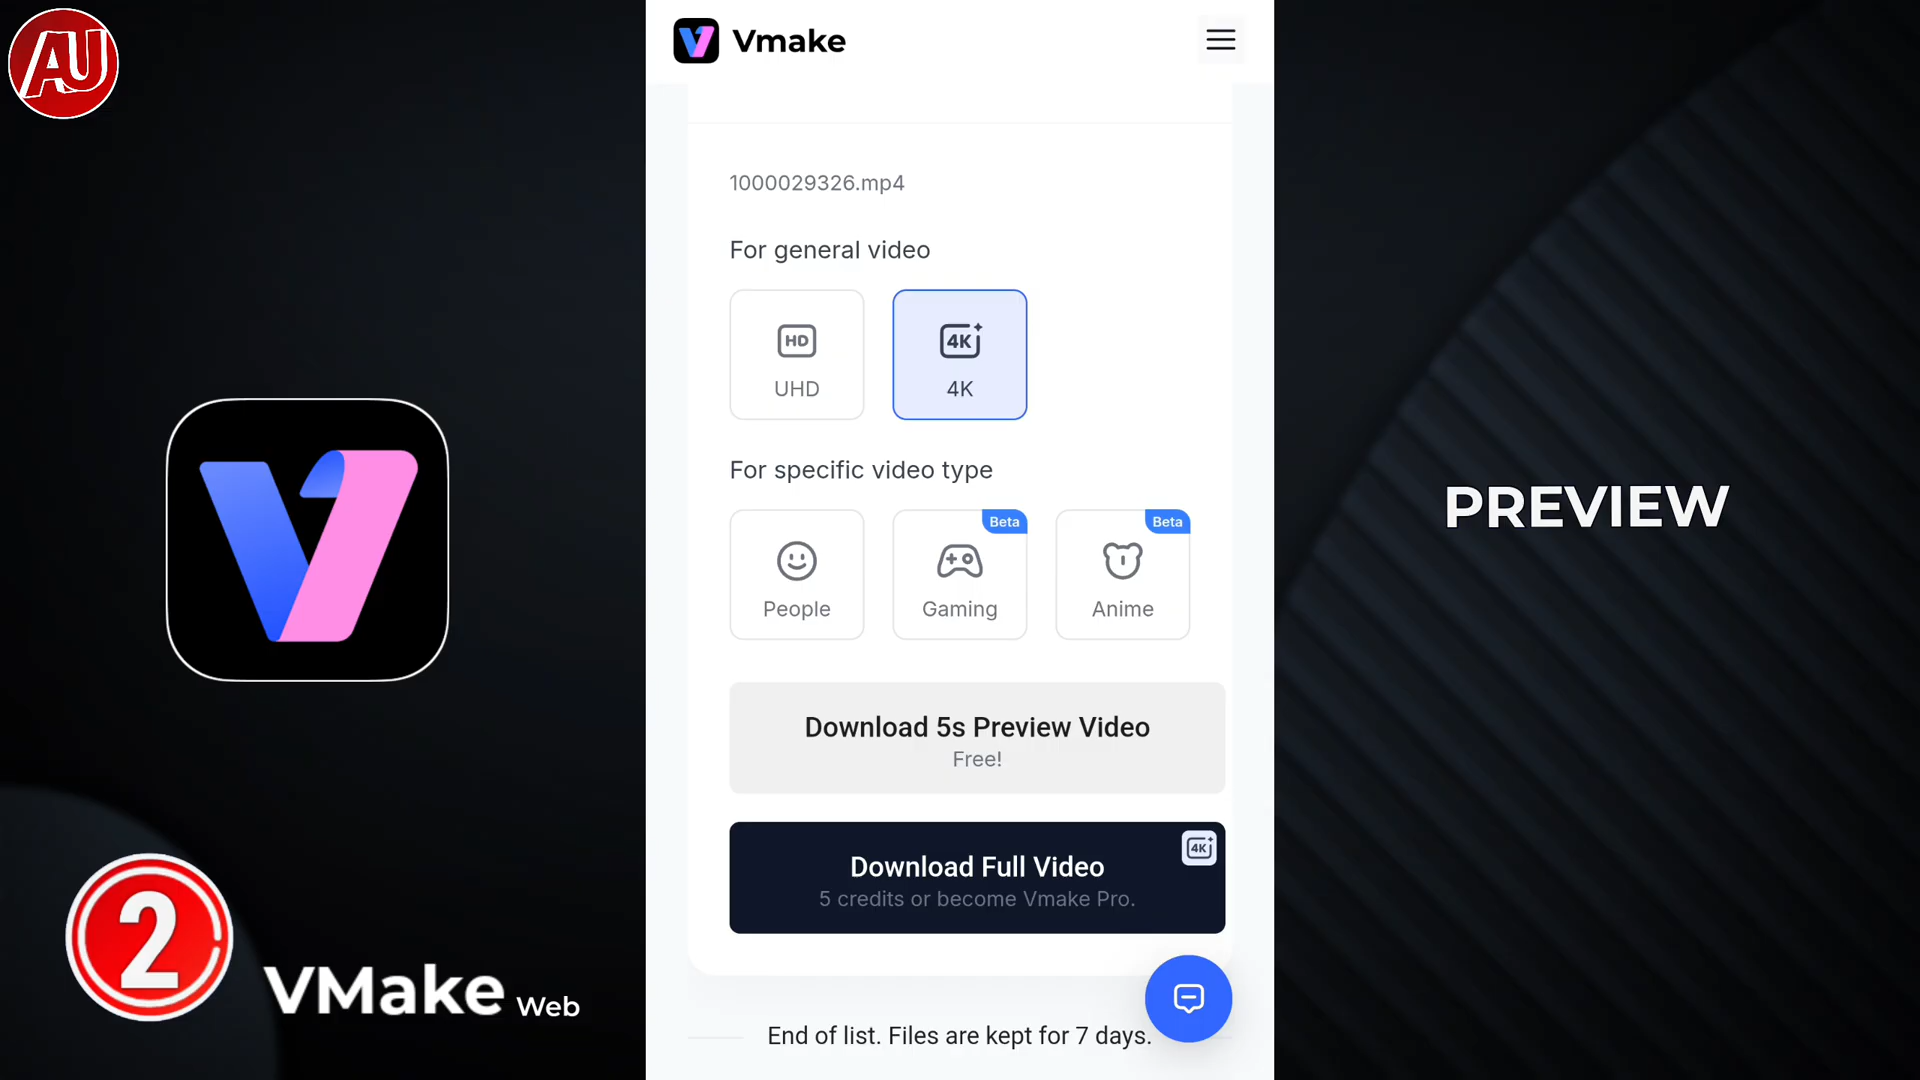 AU
Vmake
1000029326.mp4
For general video
HD
UHD
4K
4K
For specific video type
People
Beta
Gaming
Beta
Anime
Download 5s Preview Video
Free!
4K
Download Full Video
5 credits or become Vmake Pro.
End of list. Files are kept for 7 days.
PREVIEW
2
VMake Web